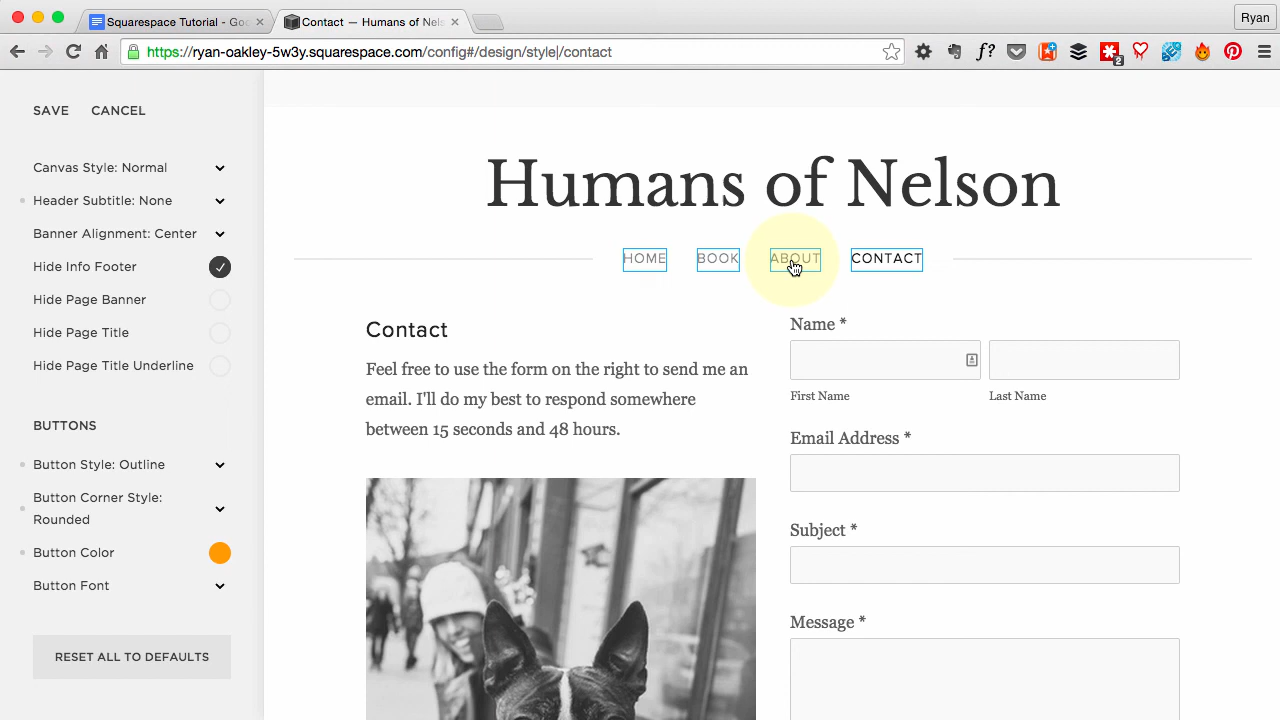 Squarespace Tutorial - Goo
Contact — Humans of Nels
Ryan
https://ryan-oakley-5w3y.squarespace.com/config#/design/style|/contact
f?
2
SAVE CANCEL
Canvas Style: Normal
Header Subtitle: None
Banner Alignment: Center
Hide Info Footer
Hide Page Banner
Hide Page Title
Hide Page Title Underline
BUTTONS
Button Style: Outline
Button Corner Style:
Rounded
Button Color
Button Font
RESET ALL TO DEFAULTS
Humans of Nelson
HOME BOOK ABOUT CONTACT
Contact
Feel free to use the form on the right to send me an
email. I'll do my best to respond somewhere
between 15 seconds and 48 hours.
Name *
First Name Last Name
Email Address *
Subject *
Message *